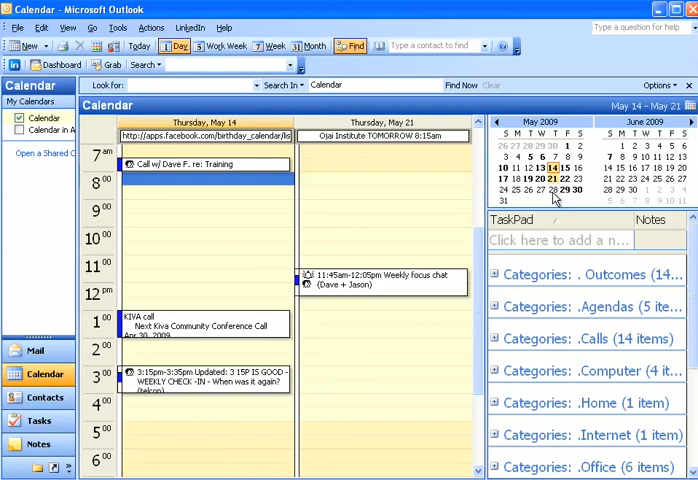 Calendar - Microsoft Outlook
File Edit View Go Tools Actions LinkedIn Help
Type a question for help
New Today Day Work Week Week Month Find Type a contact to find
in Dashboard Grab Search
Calendar
Look for: Search In Calendar Find Now Clear Options
My Calendars
Calendar
Calendar in A
Open a Shared C
Mail
Calendar
Contacts
Tasks
Notes
Calendar
May 14 - May 21
Thursday, May 14
Thursday, May 21
http://apps.facebook.com/birthday_calendar/lis
Ojai Institute TOMORROW 8:15am
7 am
Call w/ Dave F. re: Training
8 00
9 00
10 00
11 00
11:45am-12:05pm Weekly focus chat
(Dave + Jason)
12 pm
1 00
KIVA call
Next Kiva Community Conference Call
Apr 30, 2009
2 00
3 00
3:15pm-3:35pm Updated: 3 15P IS GOOD -
WEEKLY CHECK -IN - When was it again?
(telcon)
4 00
5 00
6 00
May 2009
S M T W T F S
26 27 28 29 30 1 2
3 4 5 6 7 8 9
10 11 12 13 14 15 16
17 18 19 20 21 22 23
24 25 26 27 28 29 30
31
June 2009
S M T W T F S
1 2 3 4 5 6
7 8 9 10 11 12 13
14 15 16 17 18 19 20
21 22 23 24 25 26 27
28 29 30 1 2 3 4
5 6 7 8 9 10 11
TaskPad Notes
Click here to add a n...
Categories: . Outcomes (14...
Categories: .Agendas (5 ite...
Categories: .Calls (14 items)
Categories: .Computer (4 it...
Categories: .Home (1 item)
Categories: .Internet (1 item)
Categories: .Office (6 items)